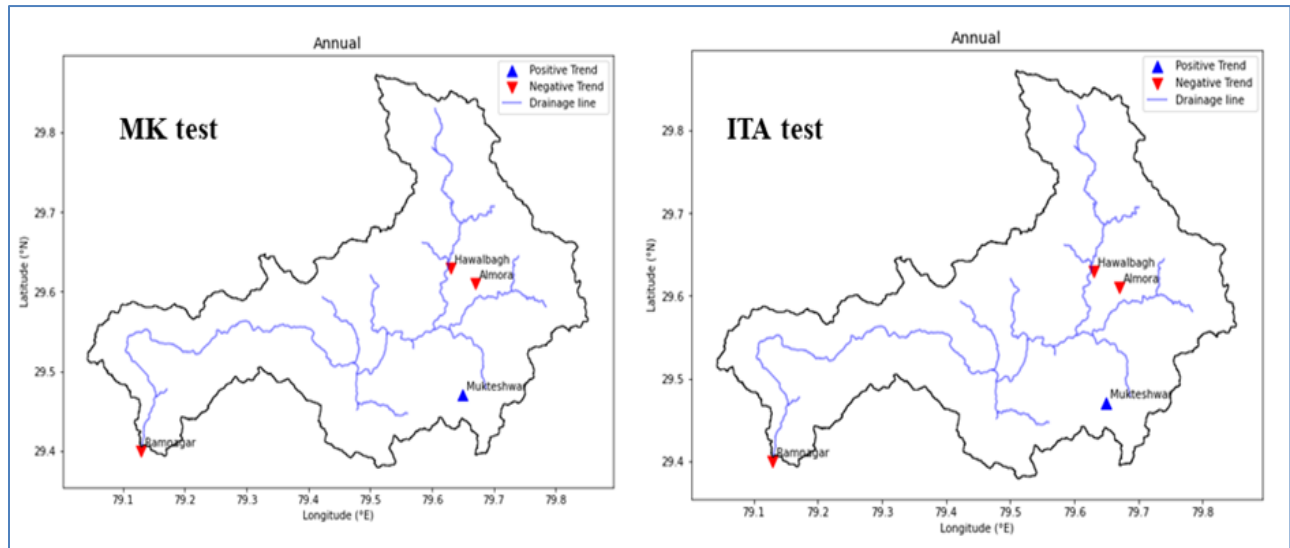 Annual
MK test
Positive Trend
Negative Trend
Drainage line
29.8
29.7
29.6
29.5
29.4
Latitude (°N)
Hawalbagh
Almora
Mukteshwar
Ramnagar
79.1 79.2 79.3 79.4 79.5 79.6 79.7 79.8
Longitude (°E)
Annual
ITA test
Positive Trend
Negative Trend
Drainage line
29.8
29.7
29.6
29.5
29.4
Latitude (°N)
Hawalbagh
Almora
Mukteshwar
Ramnagar
79.1 79.2 79.3 79.4 79.5 79.6 79.7 79.8
Longitude (°E)